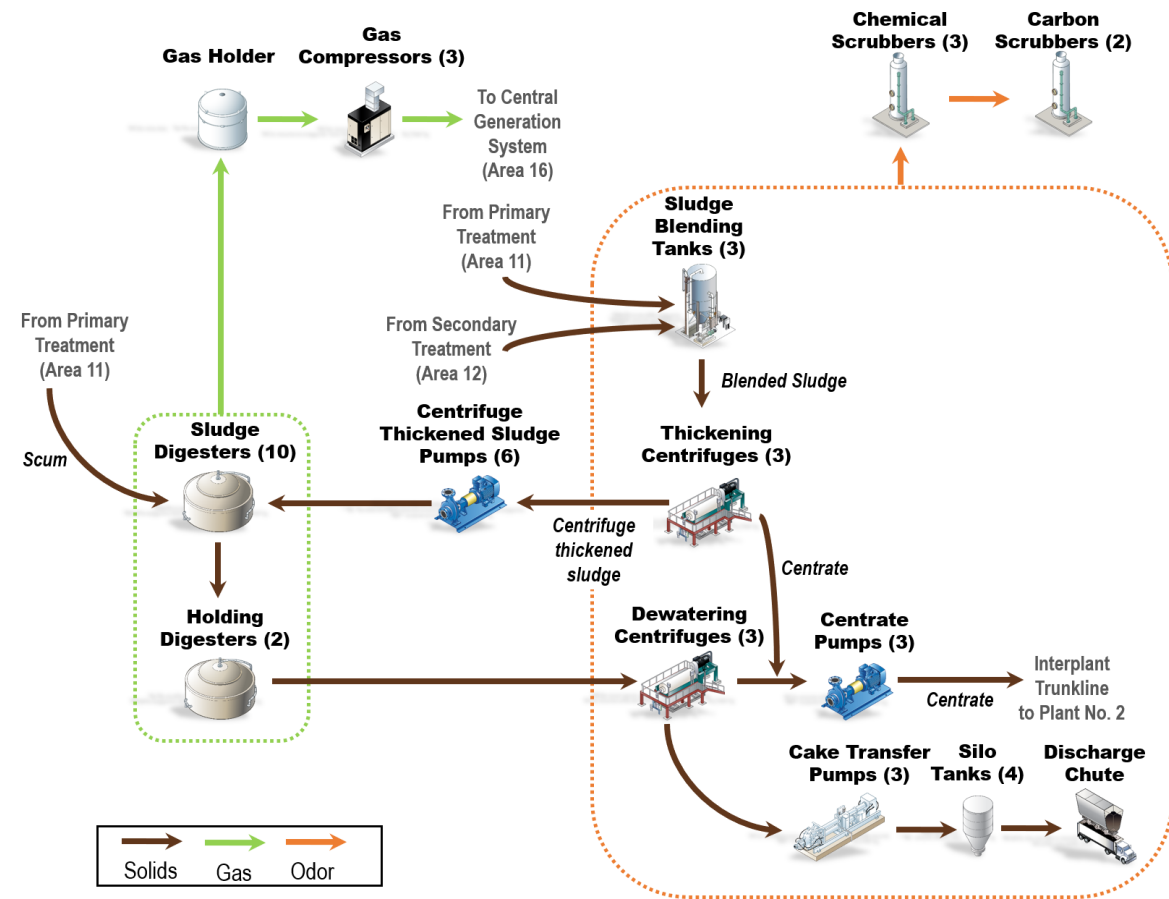 Chemical
Scrubbers (3)
Carbon
Scrubbers (2)
Gas Holder
Gas
Compressors (3)
To Central
Generation
System
(Area 16)
From Primary
Treatment
(Area 11)
Sludge
Blending
Tanks (3)
From Primary
Treatment
(Area 11)
From Secondary
Treatment
(Area 12)
Blended Sludge
Scum
Sludge
Digesters (10)
Centrifuge
Thickened Sludge
Pumps (6)
Thickening
Centrifuges (3)
Centrifuge
thickened
sludge
Centrate
Holding
Digesters (2)
Dewatering
Centrifuges (3)
Centrate
Pumps (3)
Centrate
Interplant
Trunkline
to Plant No. 2
Cake Transfer
Pumps (3)
Silo
Tanks (4)
Discharge
Chute
Solids
Gas
Odor